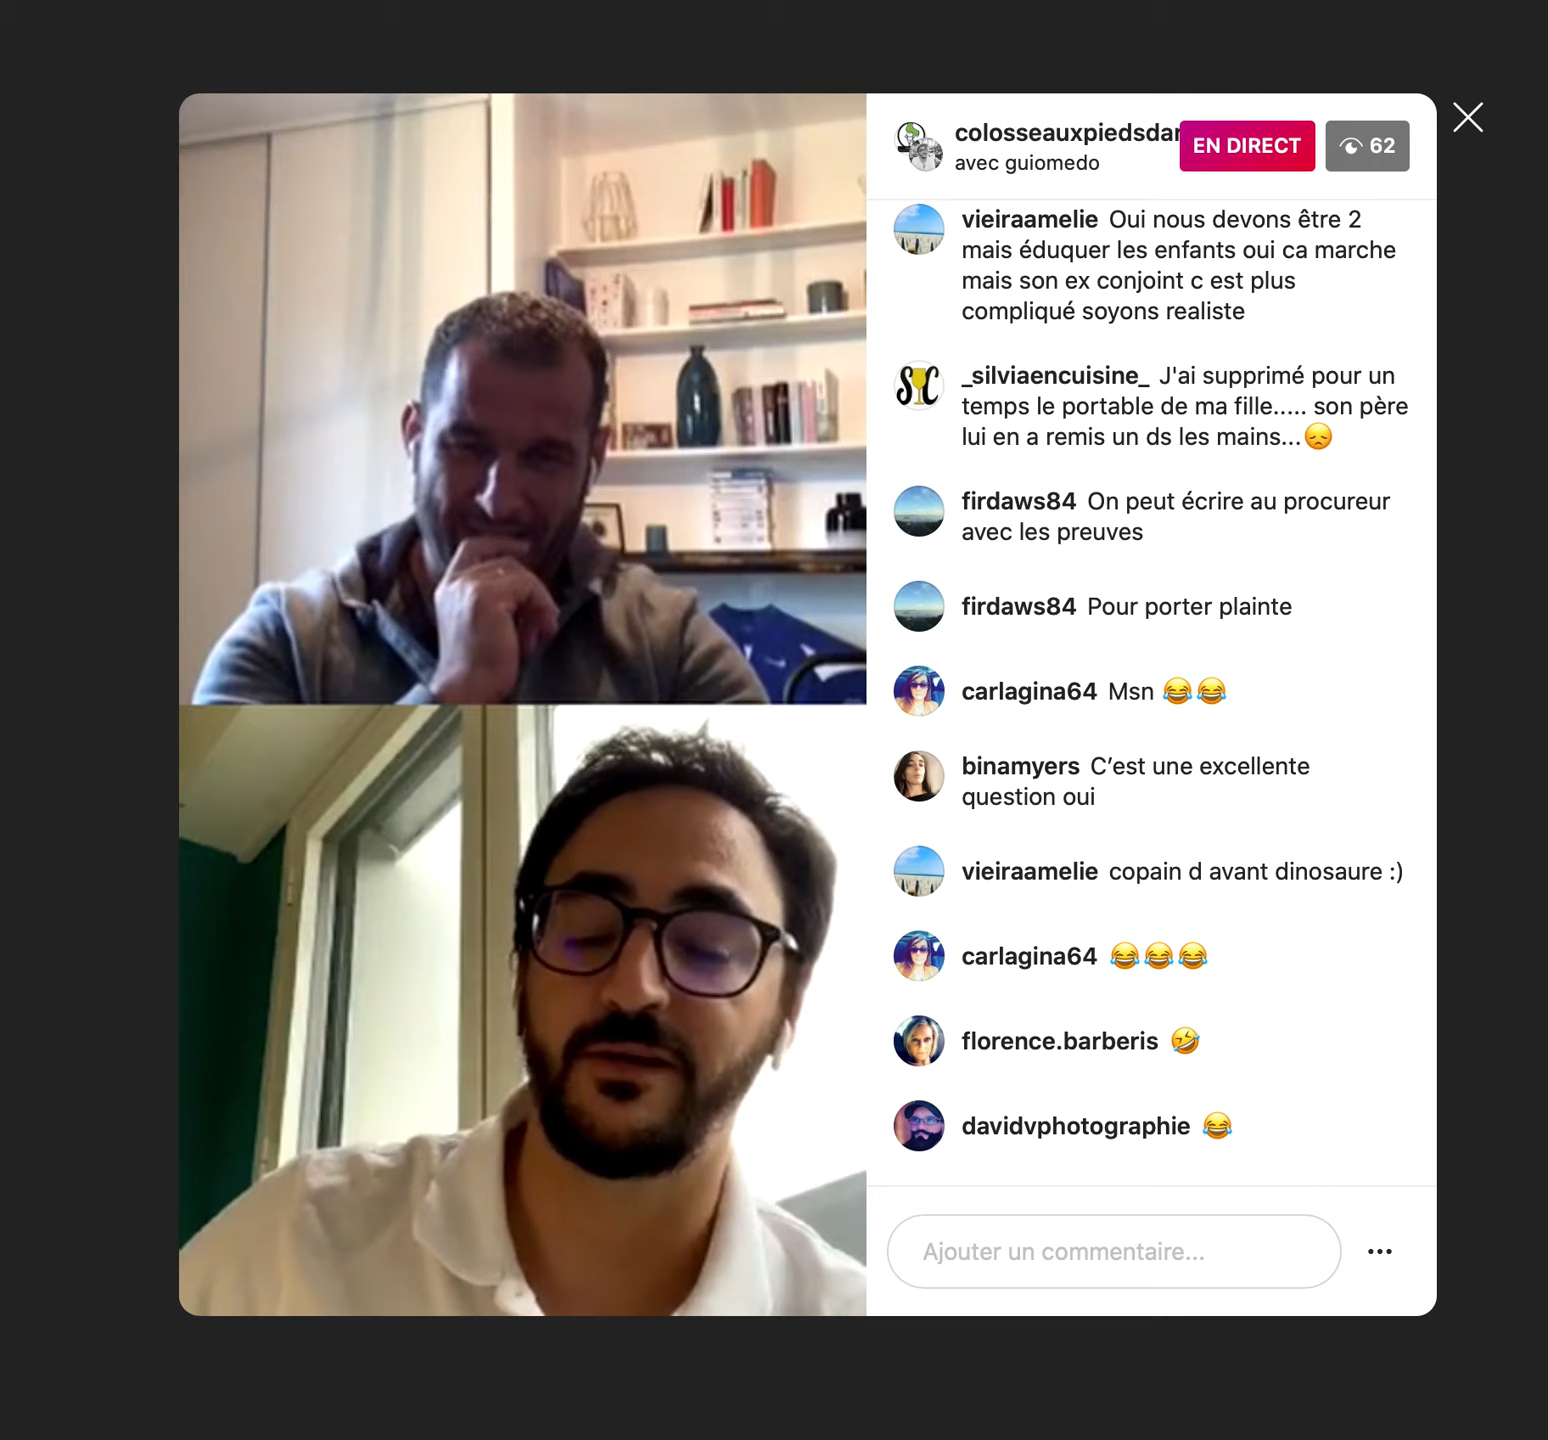 colosseauxpiedsdar
EN DIRECT
62
avec guiomedo
vieiraamelie Oui nous devons être 2
mais éduquer les enfants oui ca marche
mais son ex conjoint c est plus
compliqué soyons realiste
_silviaencuisine_ J'ai supprimé pour un
temps le portable de ma fille..... son père
lui en a remis un ds les mains...😞
firdaws84 On peut écrire au procureur
avec les preuves
firdaws84 Pour porter plainte
carlagina64 Msn 😂😂
binamyers C’est une excellente
question oui
vieiraamelie copain d avant dinosaure :)
carlagina64 😂😂😂
florence.barberis 🤣
davidvphotographie 😂
Ajouter un commentaire...
SC